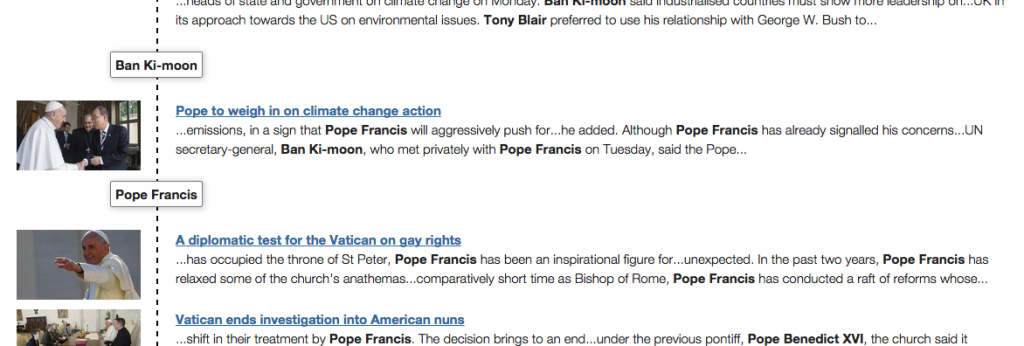 ...heads of state and government on climate change on Monday. Ban Ki-moon said industrialised countries must show more leadership on...UK in
its approach towards the US on environmental issues. Tony Blair preferred to use his relationship with George W. Bush to...
Ban Ki-moon
Pope to weigh in on climate change action
...emissions, in a sign that Pope Francis will aggressively push for...he added. Although Pope Francis has already signalled his concerns...UN
secretary-general, Ban Ki-moon, who met privately with Pope Francis on Tuesday, said the Pope...
Pope Francis
A diplomatic test for the Vatican on gay rights
...has occupied the throne of St Peter, Pope Francis has been an inspirational figure for...unexpected. In the past two years, Pope Francis has
relaxed some of the church's anathemas...comparatively short time as Bishop of Rome, Pope Francis has conducted a raft of reforms whose...
Vatican ends investigation into American nuns
...shift in their treatment by Pope Francis. The decision brings to an end...under the previous pontiff, Pope Benedict XVI, the church said it